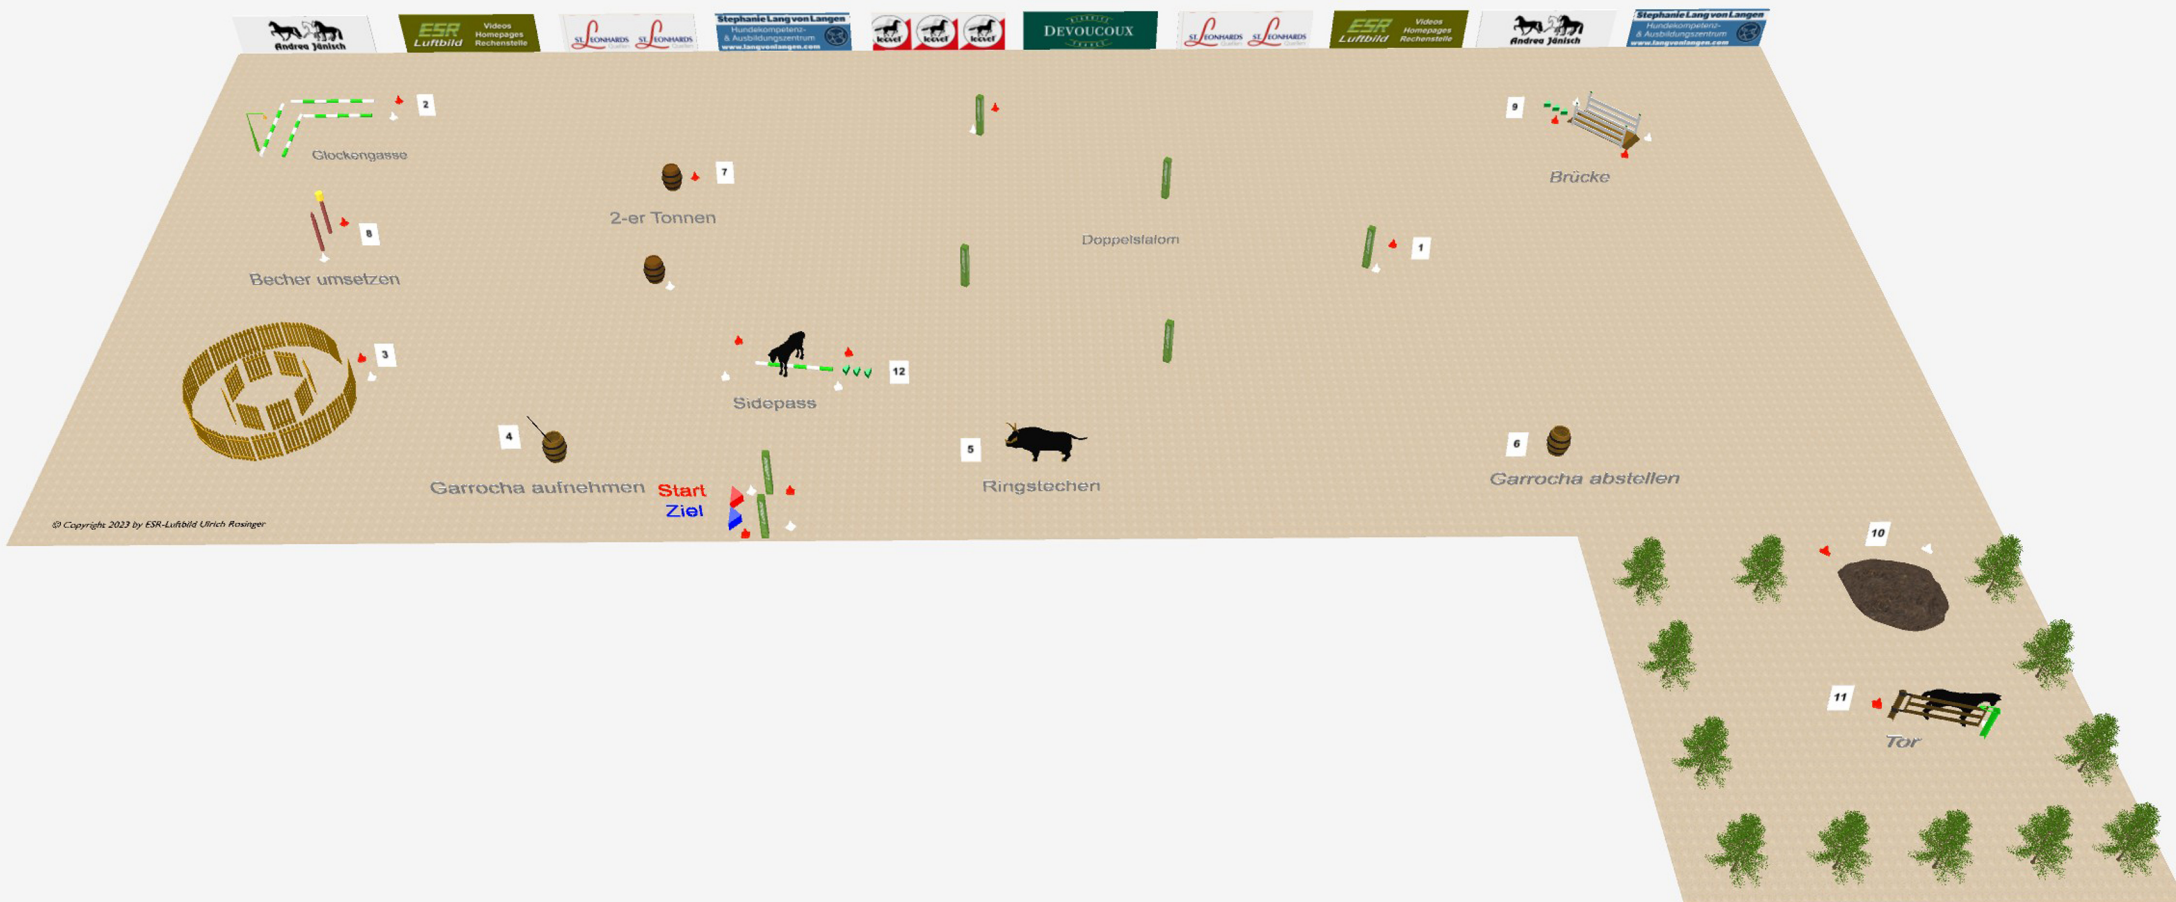 Andrea Jänisch
ESR
Luftbild
Videos
Homepages
Rechenstelle
ST. LEONHARDS
Quellen
ST. LEONHARDS
Quellen
Stephanie Lang von Langen
Hundekompetenz-
& Ausbildungszentrum
www.langvonlangen.com
DEVOUCOUX
ST. LEONHARDS
Quellen
ST. LEONHARDS
Quellen
ESR
Luftbild
Videos
Homepages
Rechenstelle
Andrea Jänisch
Stephanie Lang von Langen
Hundekompetenz-
& Ausbildungszentrum
www.langvonlangen.com
2
9
Glockengasse
7
Brücke
8
2-er Tonnen
Doppelslalom
1
Becher umsetzen
3
12
Sidepass
4
5
6
Garrocha aufnehmen
Start
Ringstechen
Garrocha abstellen
Ziel
© Copyright 2023 by ESR-Luftbild Ulrich Rosinger
10
11
Tor